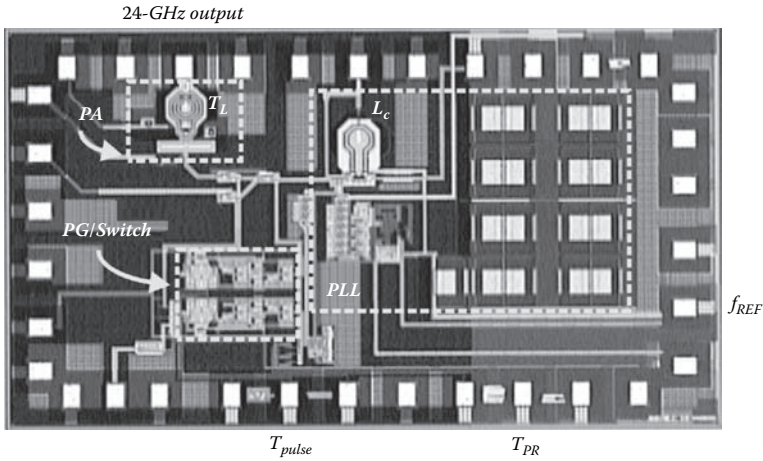 24-GHz output
PA
T_L
L_c
PG/Switch
PLL
f_REF
T_pulse
T_PR